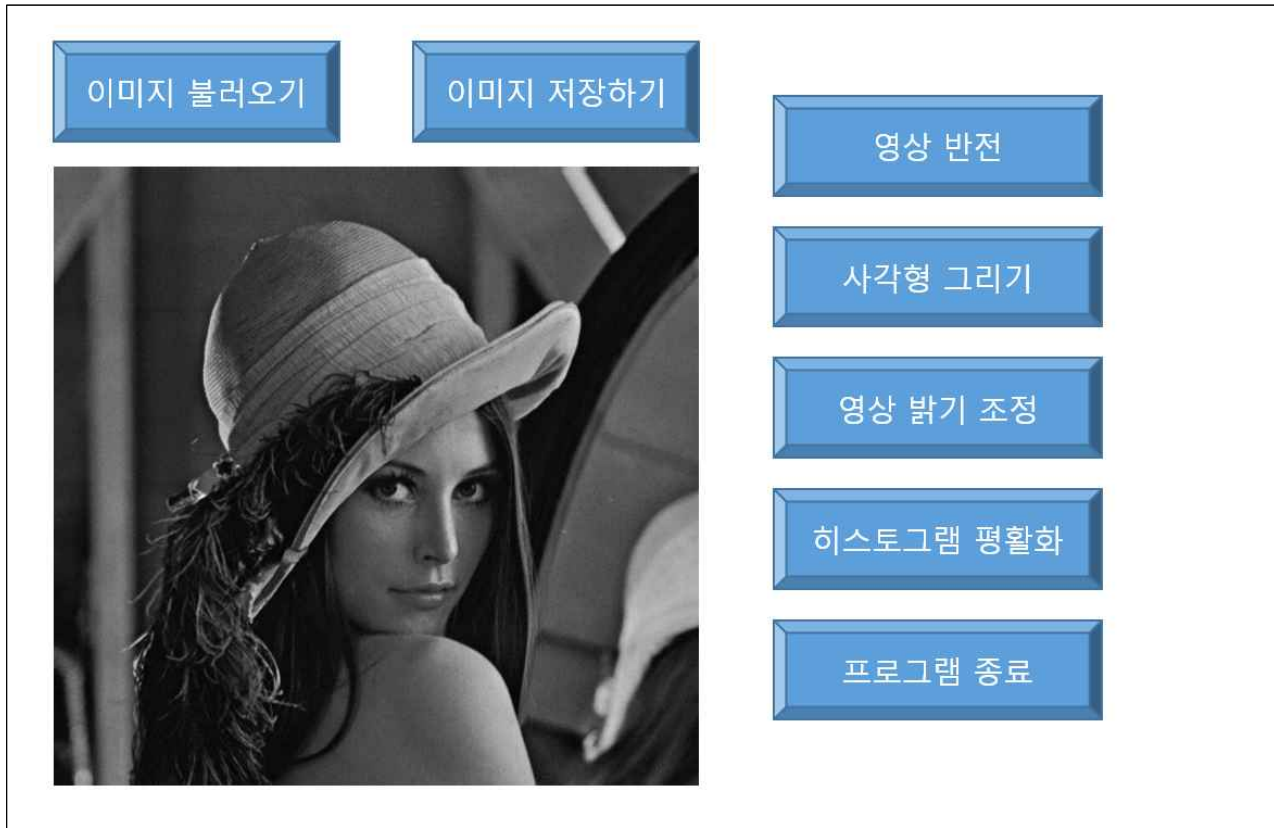 이미지 불러오기
이미지 저장하기
영상 반전
사각형 그리기
영상 밝기 조정
히스토그램 평활화
프로그램 종료